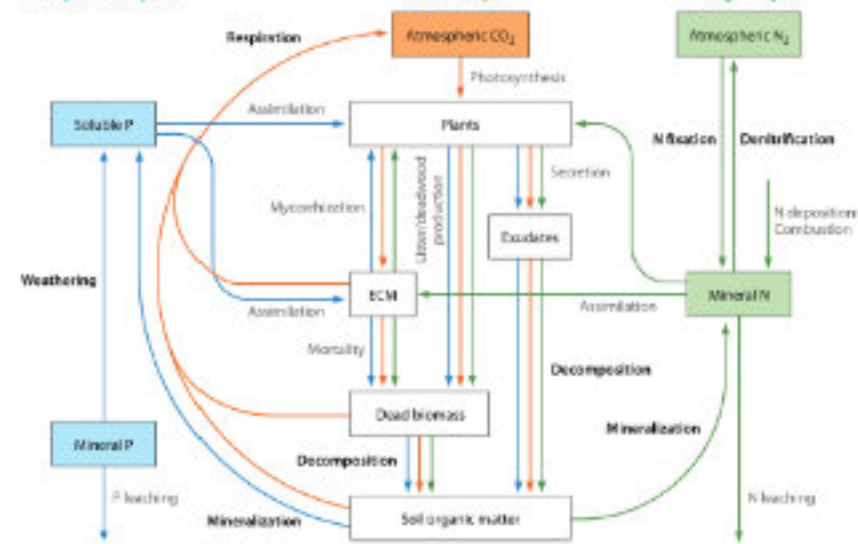 Respiration
Atmospheric CO₂
Atmospheric N₂
Photosynthesis
Assimilation
Soluble P
Plants
N fixation
Denitrification
Secretion
Mycorrhization
Litter/deadwood
production
N deposition
Combustion
Exudates
Weathering
ECM
Mineral N
Assimilation
Assimilation
Mortality
Decomposition
Dead biomass
Mineralization
Mineral P
Decomposition
P leaching
N leaching
Mineralization
Soil organic matter